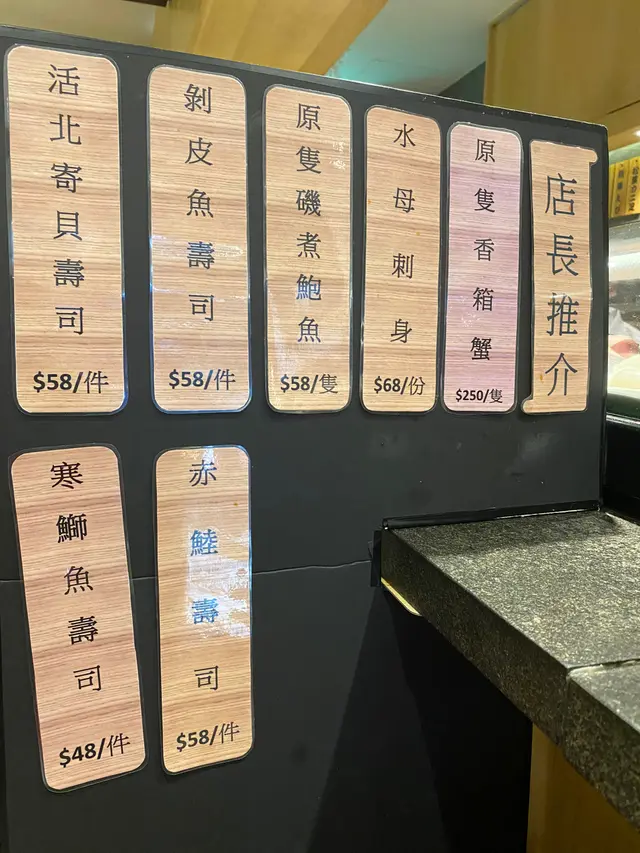 店長推介
原隻香箱蟹
$250/隻
水母刺身
$68/份
原隻磯煮鮑魚
$58/隻
剝皮魚壽司
$58/件
活北寄貝壽司
$58/件
赤鯥壽司
$58/件
寒鰤魚壽司
$48/件